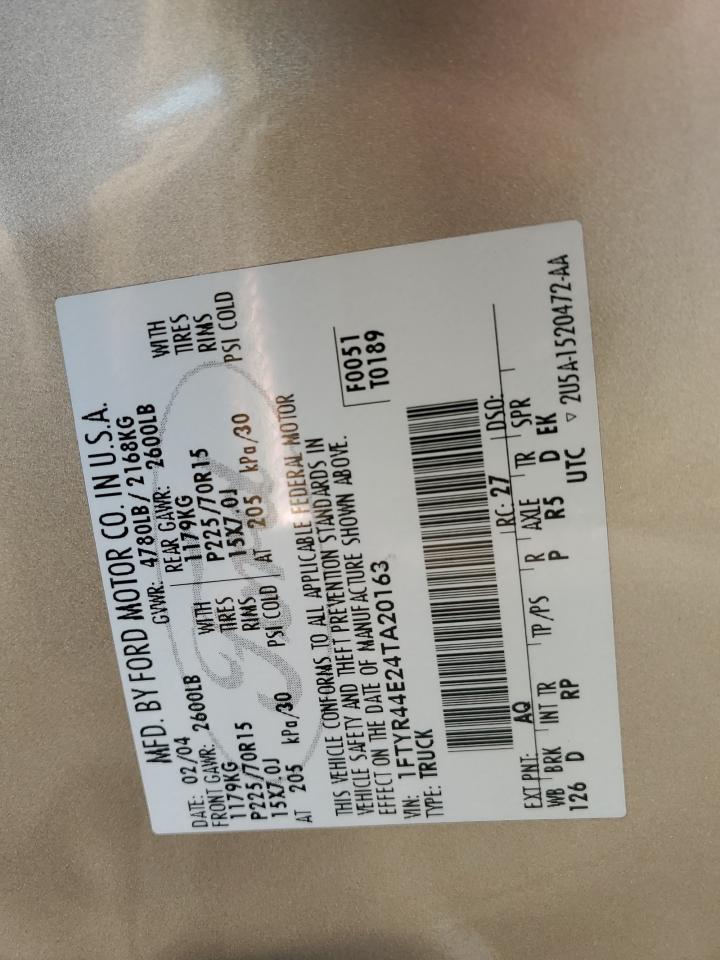 MFD. BY FORD MOTOR CO. IN U.S.A.
DATE: 02/04 GVWR: 4780LB / 2168KG
FRONT GAWR: 2600LB REAR GAWR: 2600LB
1179KG WITH 1179KG WITH
P225/70R15 TIRES P225/70R15 TIRES
15X7.0J RIMS 15X7.0J RIMS
AT 205 kPa/30 PSI COLD AT 205 kPa/30 PSI COLD
THIS VEHICLE CONFORMS TO ALL APPLICABLE FEDERAL MOTOR
VEHICLE SAFETY AND THEFT PREVENTION STANDARDS IN
EFFECT ON THE DATE OF MANUFACTURE SHOWN ABOVE.
VIN: 1FTYR44E24TA20163
TYPE: TRUCK
F0051
T0189
EXT PNT: AQ RC: 27 DSO:
WB BRK INT TR TP/PS R AXLE TR SPR
126 D RP P R5 D EK
UTC ▽ 2U5A-1520472-AA
Ford